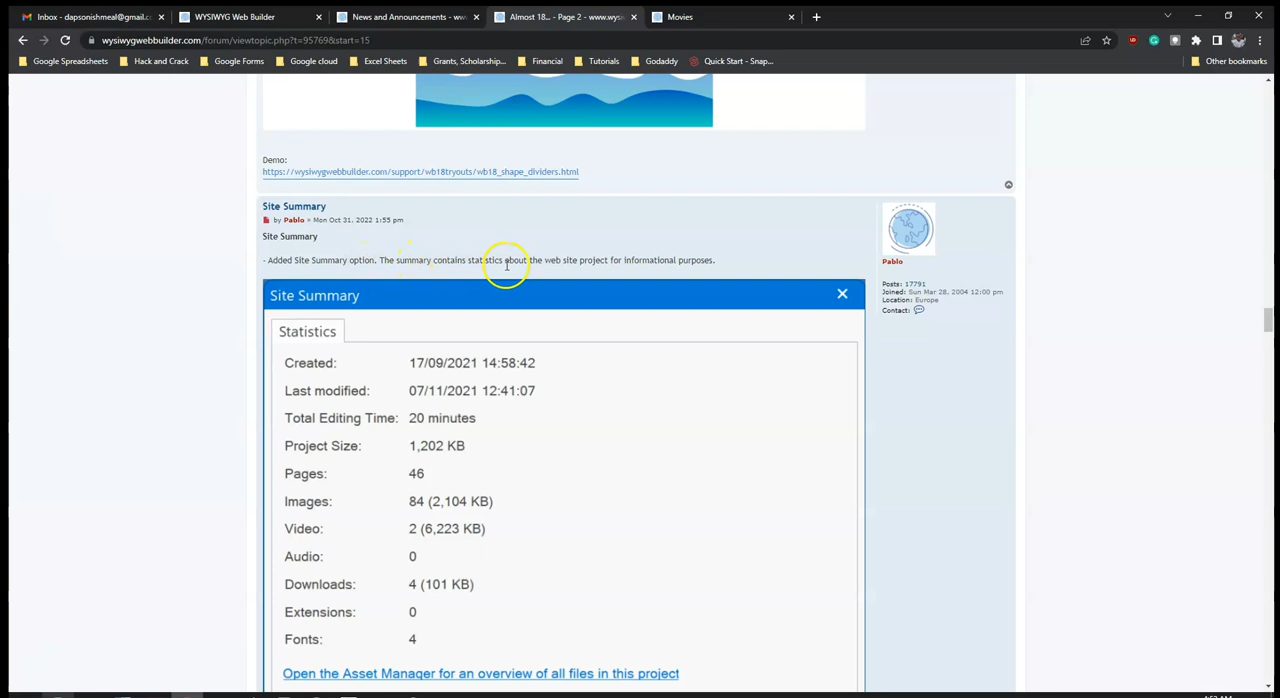 Inbox - dapsonishmeal@gmail.c
WYSIWYG Web Builder
News and Announcements - www.
Almost 18... - Page 2 - www.wysi
Movies
wysiwygwebbuilder.com/forum/viewtopic.php?t=95769&start=15
Google Spreadsheets
Hack and Crack
Google Forms
Google cloud
Excel Sheets
Grants, Scholarship...
Financial
Tutorials
Godaddy
Quick Start - Snap...
Other bookmarks
Demo:
https://wysiwygwebbuilder.com/support/wb18tryouts/wb18_shape_dividers.html
Site Summary
by Pablo » Mon Oct 31, 2022 1:55 pm
Site Summary
- Added Site Summary option. The summary contains statistics about the web site project for informational purposes.
Pablo
Posts: 17791
Joined: Sun Mar 28, 2004 12:00 pm
Location: Europe
Contact:
Site Summary
Statistics
Created: 17/09/2021 14:58:42
Last modified: 07/11/2021 12:41:07
Total Editing Time: 20 minutes
Project Size: 1,202 KB
Pages: 46
Images: 84 (2,104 KB)
Video: 2 (6,223 KB)
Audio: 0
Downloads: 4 (101 KB)
Extensions: 0
Fonts: 4
Open the Asset Manager for an overview of all files in this project